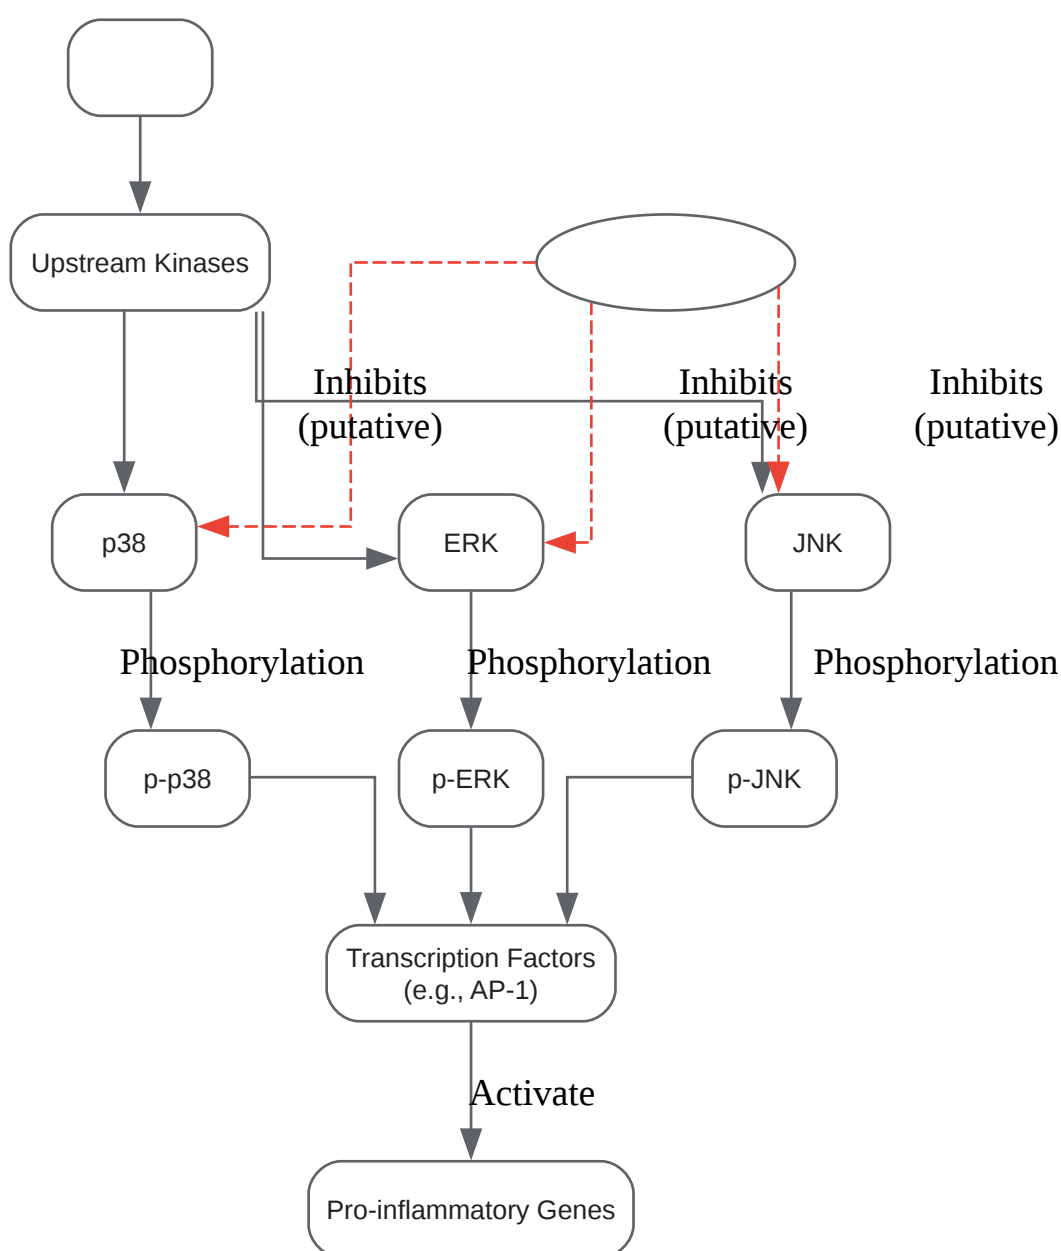 Upstream Kinases
Inhibits
(putative)
Inhibits
(putative)
Inhibits
(putative)
p38
ERK
JNK
Phosphorylation
Phosphorylation
Phosphorylation
p-p38
p-ERK
p-JNK
Transcription Factors
(e.g., AP-1)
Activate
Pro-inflammatory Genes